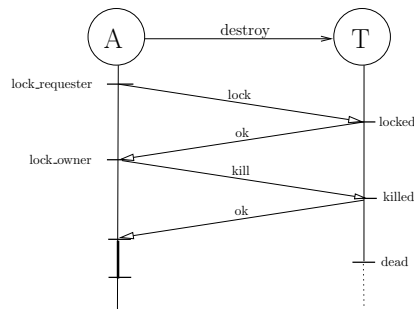 A
destroy
T
lock_requester
lock
locked
ok
lock_owner
kill
killed
ok
dead